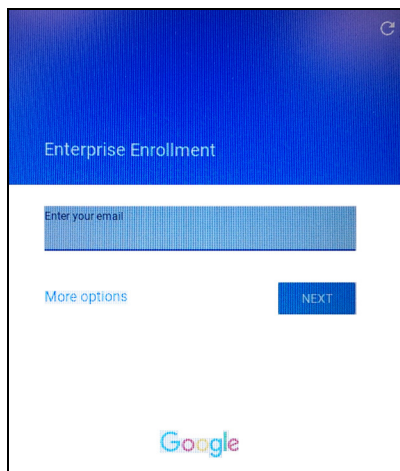 Enterprise Enrollment
Enter your email
More options
NEXT
Google